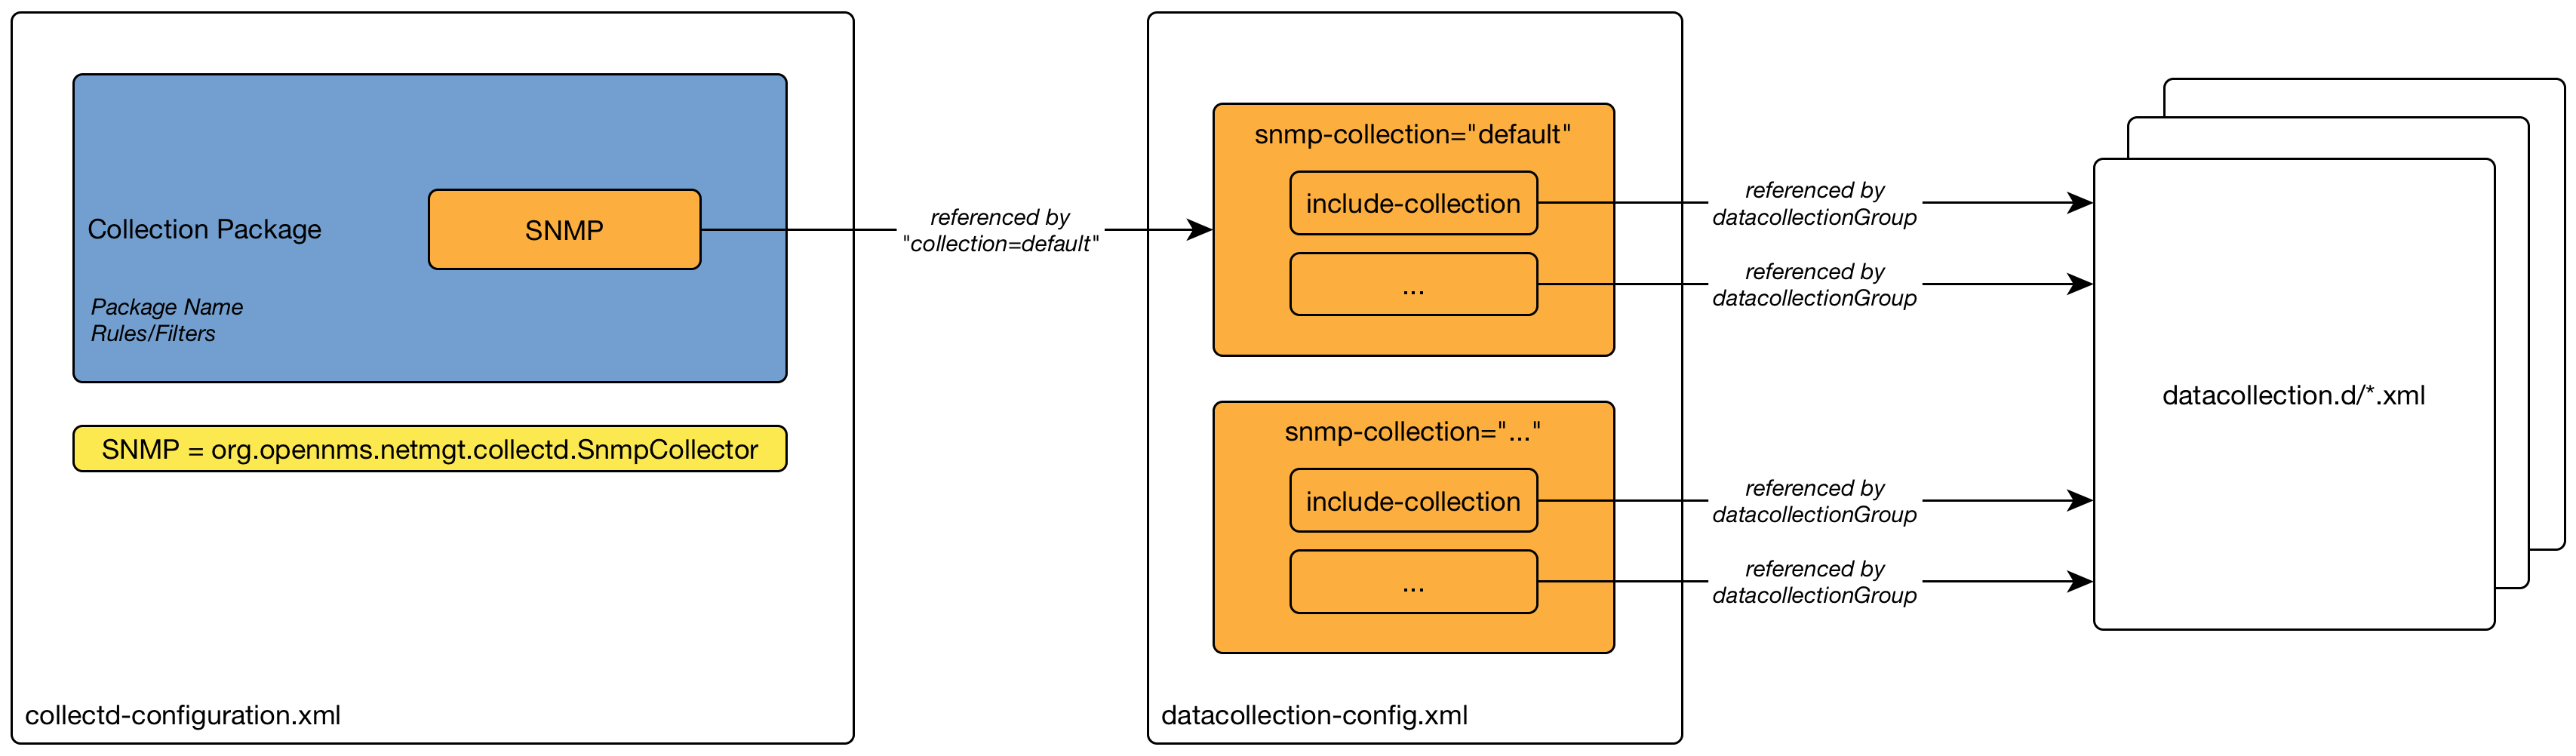 Collection Package
SNMP
Package Name
Rules/Filters
SNMP = org.opennms.netmgt.collectd.SnmpCollector
collectd-configuration.xml
referenced by
"collection=default"
snmp-collection="default"
include-collection
...
snmp-collection="..."
include-collection
...
datacollection-config.xml
referenced by
datacollectionGroup
referenced by
datacollectionGroup
referenced by
datacollectionGroup
referenced by
datacollectionGroup
datacollection.d/*.xml